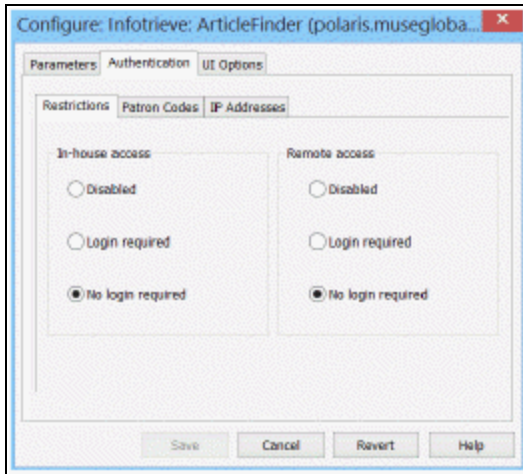 Configure: Infotrieve: ArticleFinder (polaris.musegloba...
Parameters Authentication UI Options
Restrictions Patron Codes IP Addresses
In-house access Remote access
Disabled Disabled
Login required Login required
No login required No login required
Save Cancel Revert Help